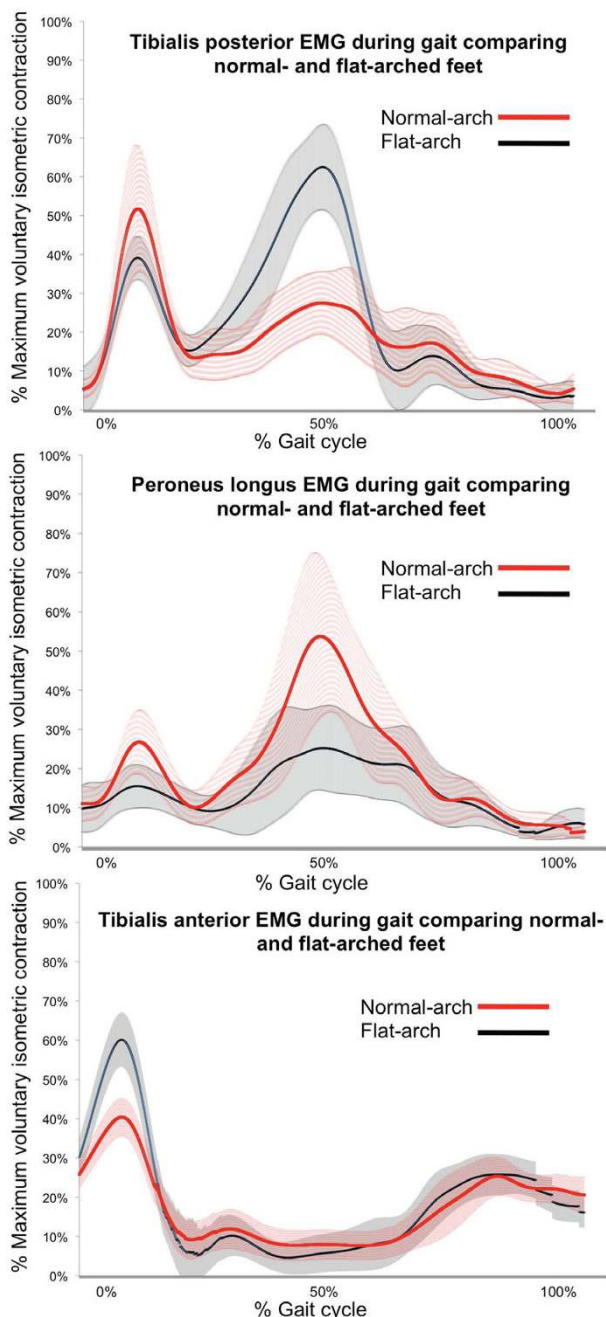 Tibialis posterior EMG during gait comparing
normal- and flat-arched feet
Normal-arch
Flat-arch
% Maximum voluntary isometric contraction
100%
90%
80%
70%
60%
50%
40%
30%
20%
10%
0%
0% 50% 100%
% Gait cycle
Peroneus longus EMG during gait comparing
normal- and flat-arched feet
Normal-arch
Flat-arch
% Maximum voluntary isometric contraction
100%
90%
80%
70%
60%
50%
40%
30%
20%
10%
0%
0% 50% 100%
% Gait cycle
Tibialis anterior EMG during gait comparing normal-
and flat-arched feet
Normal-arch
Flat-arch
% Maximum voluntary isometric contraction
100%
90%
80%
70%
60%
50%
40%
30%
20%
10%
0%
0% 50% 100%
% Gait cycle